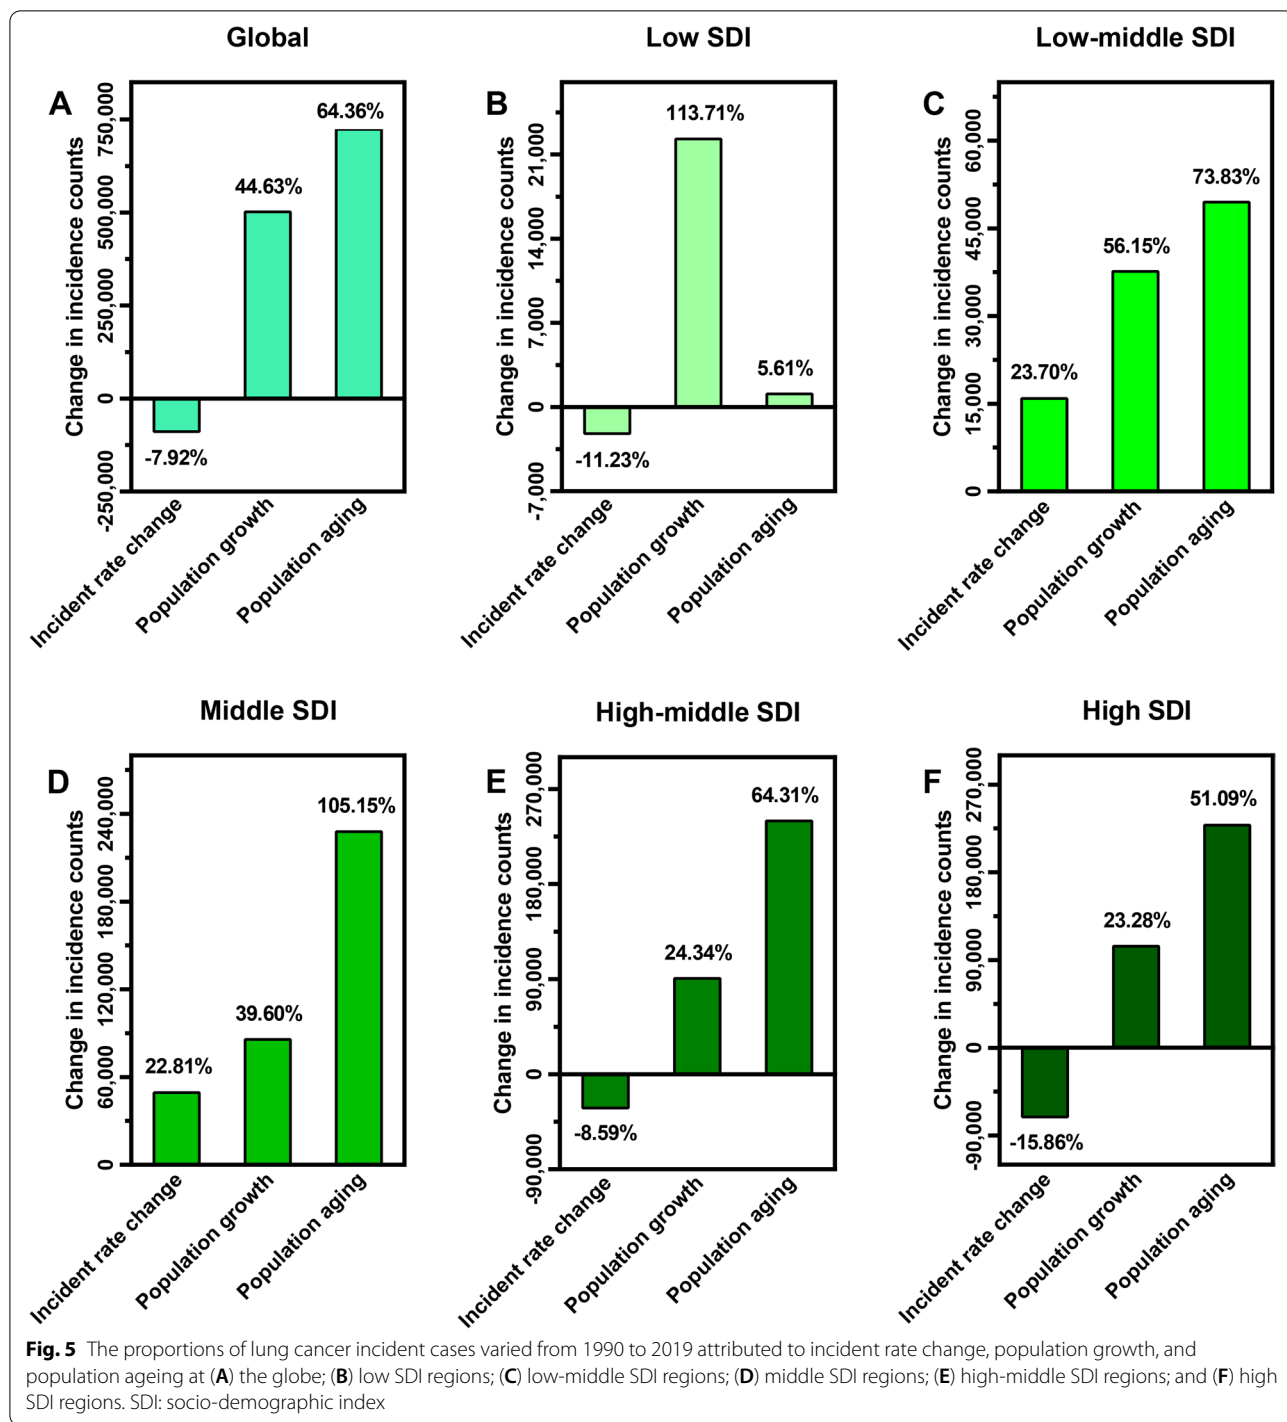 Global
A
Change in incidence counts
750,000
500,000
250,000
0
-250,000
-7.92%
44.63%
64.36%
Incident rate change
Population growth
Population aging
Low SDI
B
Change in incidence counts
21,000
14,000
7,000
0
-7,000
-11.23%
113.71%
5.61%
Incident rate change
Population growth
Population aging
Low-middle SDI
C
Change in incidence counts
60,000
45,000
30,000
15,000
0
23.70%
56.15%
73.83%
Incident rate change
Population growth
Population aging
Middle SDI
D
Change in incidence counts
240,000
180,000
120,000
60,000
0
22.81%
39.60%
105.15%
Incident rate change
Population growth
Population aging
High-middle SDI
E
Change in incidence counts
270,000
180,000
90,000
0
-90,000
-8.59%
24.34%
64.31%
Incident rate change
Population growth
Population aging
High SDI
F
Change in incidence counts
270,000
180,000
90,000
0
-90,000
-15.86%
23.28%
51.09%
Incident rate change
Population growth
Population aging
Fig. 5 The proportions of lung cancer incident cases varied from 1990 to 2019 attributed to incident rate change, population growth, and
population ageing at (A) the globe; (B) low SDI regions; (C) low-middle SDI regions; (D) middle SDI regions; (E) high-middle SDI regions; and (F) high
SDI regions. SDI: socio-demographic index